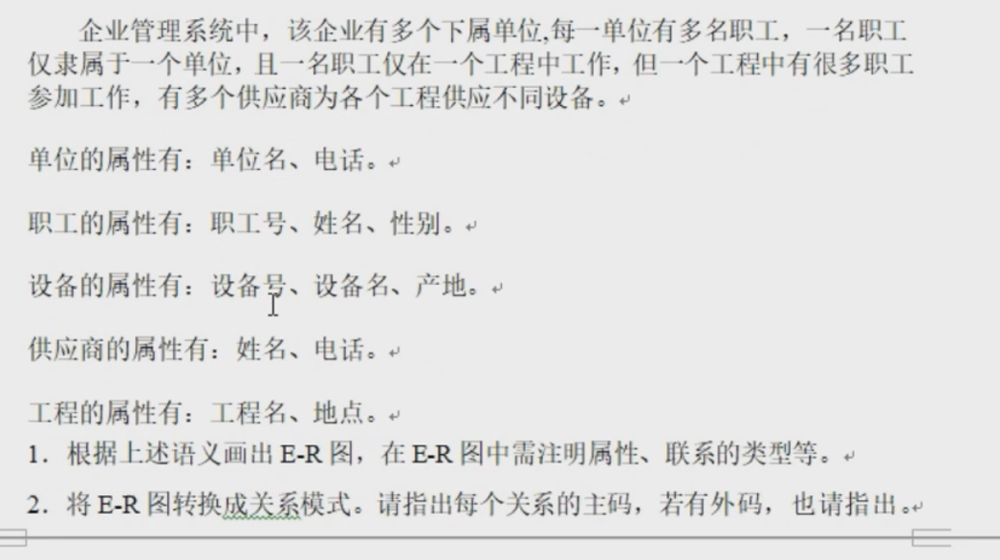 企业管理系统中，该企业有多个下属单位,每一单位有多名职工，一名职工
仅隶属于一个单位，且一名职工仅在一个工程中工作，但一个工程中有很多职工
参加工作，有多个供应商为各个工程供应不同设备。
单位的属性有：单位名、电话。
职工的属性有：职工号、姓名、性别。
设备的属性有：设备号、设备名、产地。
供应商的属性有：姓名、电话。
工程的属性有：工程名、地点。
1．根据上述语义画出 E-R 图，在 E-R 图中需注明属性、联系的类型等。
2．将 E-R 图转换成关系模式。请指出每个关系的主码，若有外码，也请指出。